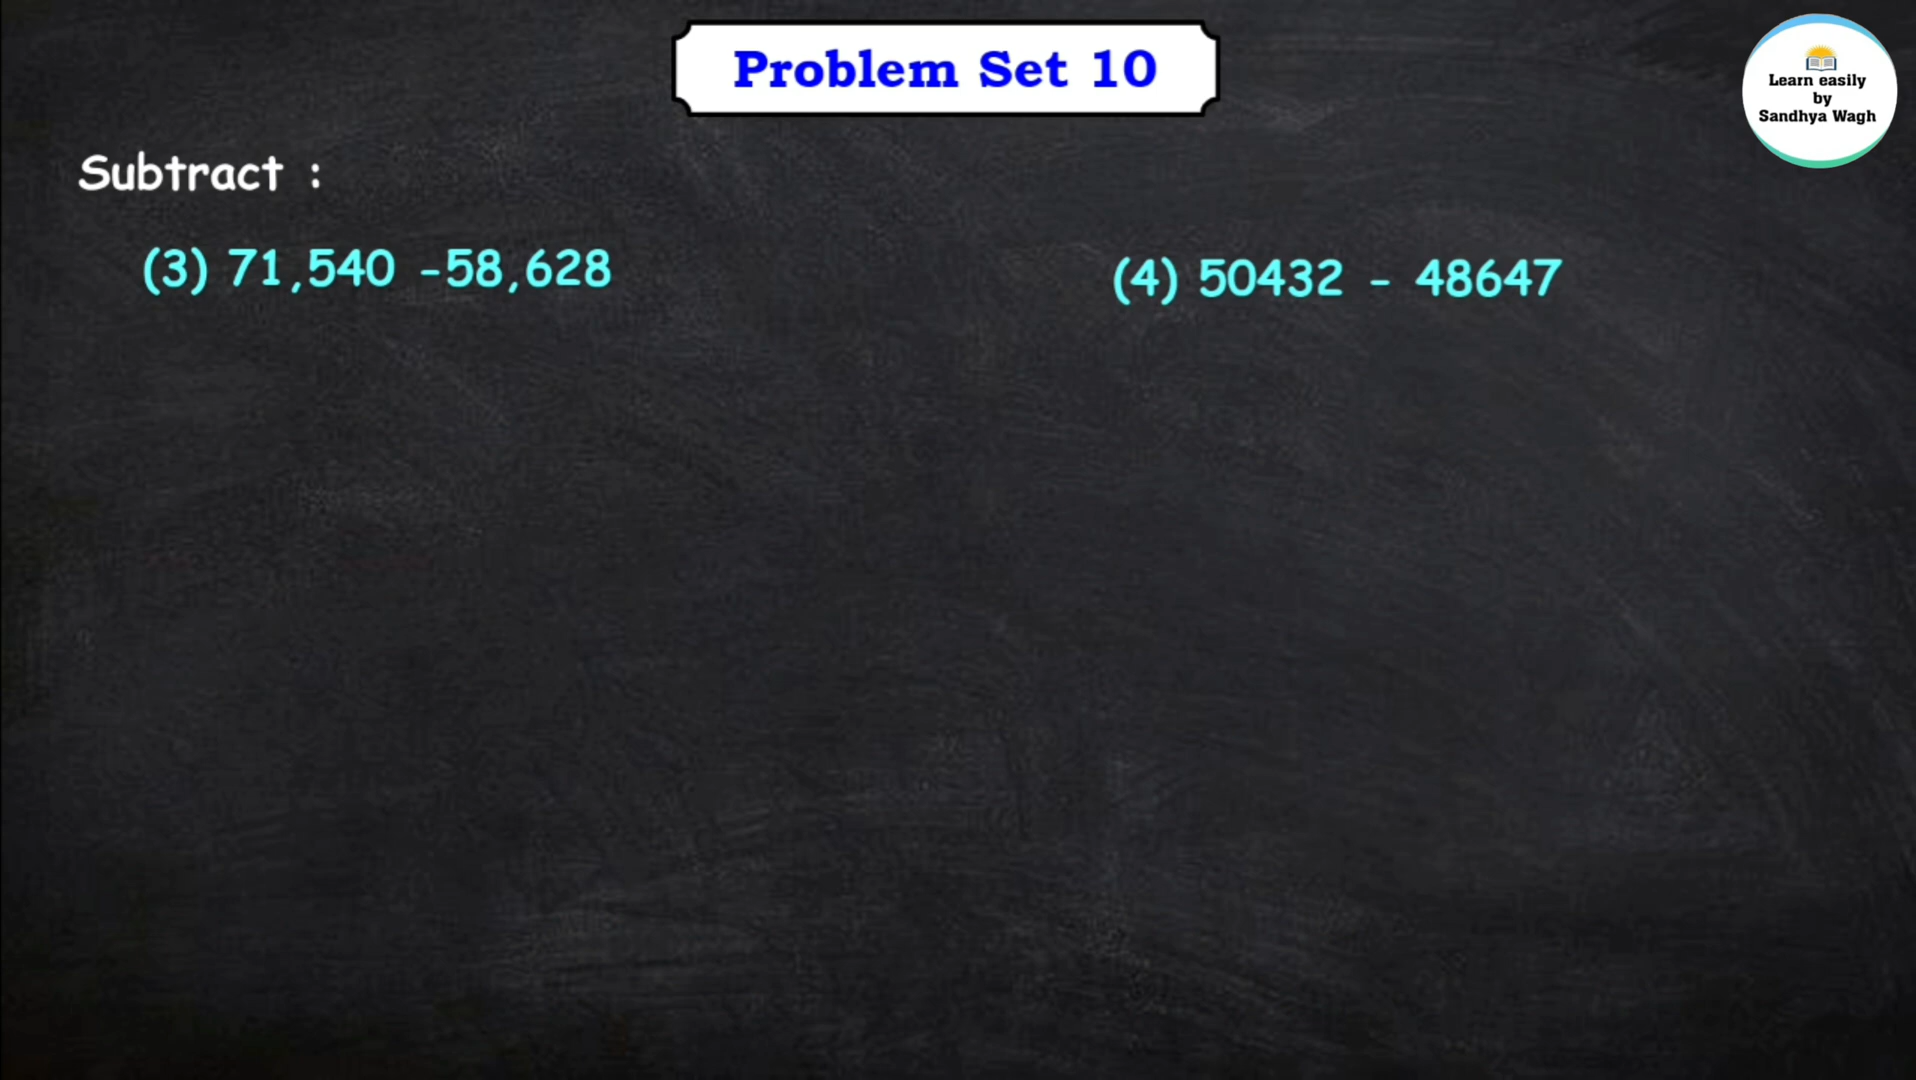 Problem Set 10
Learn easily
by
Sandhya Wagh
Subtract :
(3) 71,540 -58,628
(4) 50432 - 48647